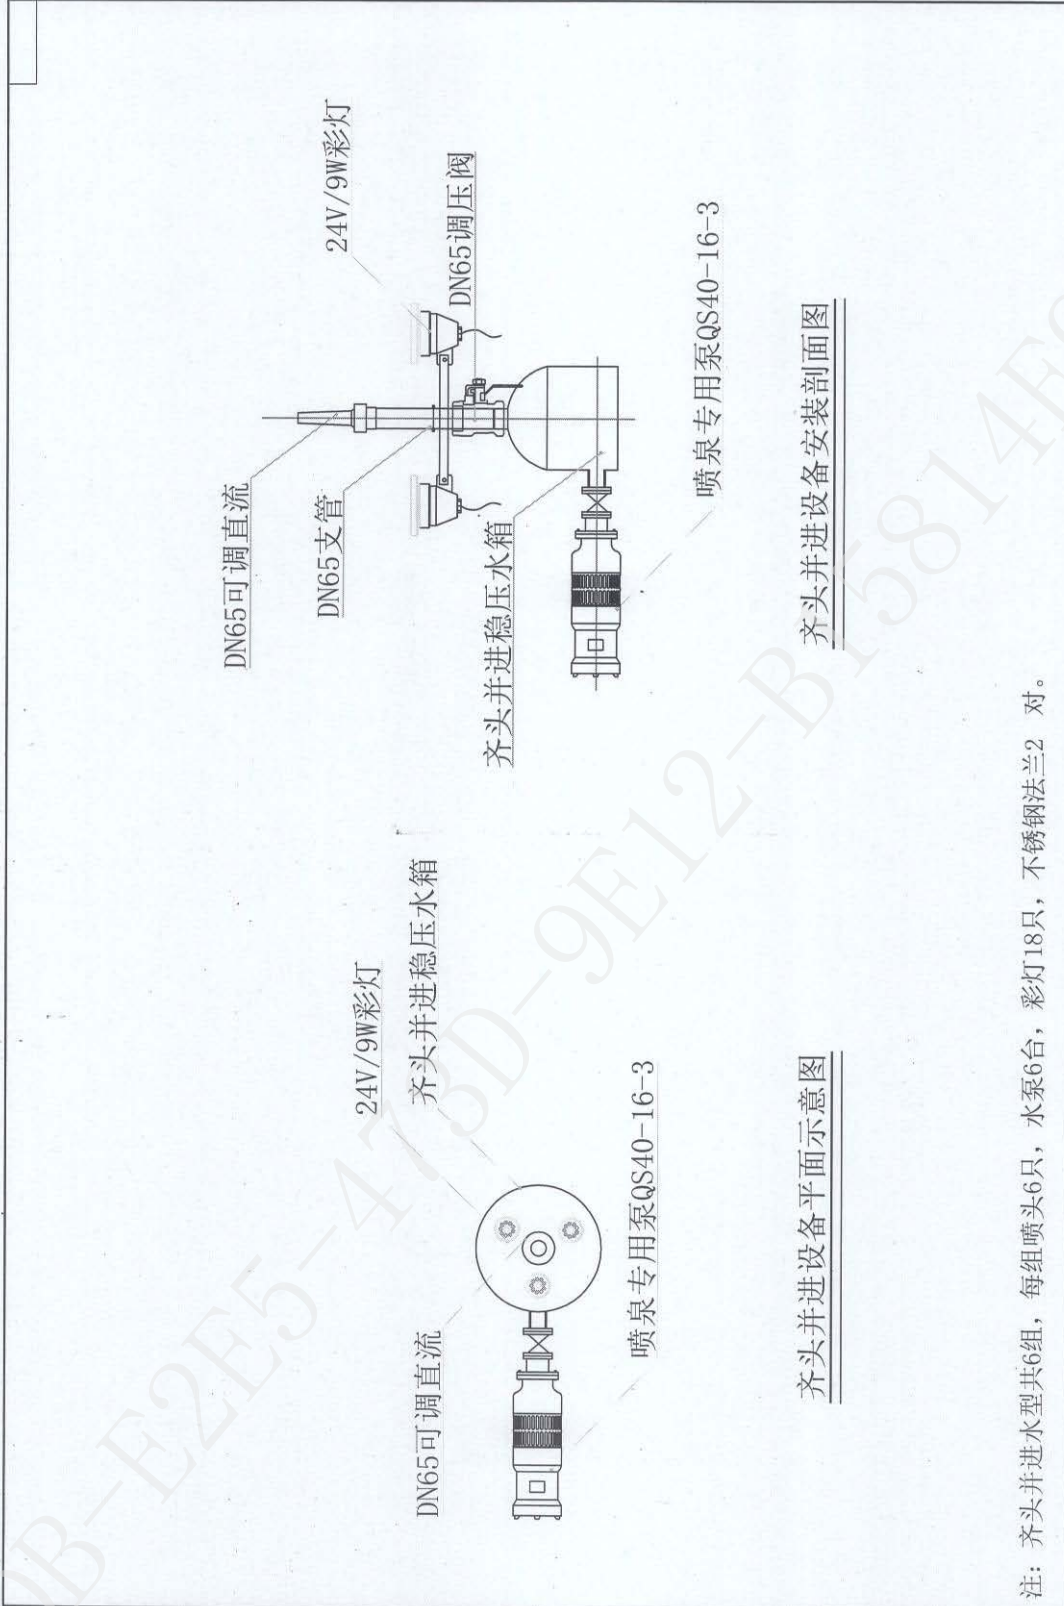 DN65可调直流
24V/9W彩灯
齐头并进稳压水箱
喷泉专用泵QS40-16-3
齐头并进设备平面示意图
DN65可调直流
DN65支管
24V/9W彩灯
DN65调压阀
齐头并进稳压水箱
喷泉专用泵QS40-16-3
齐头并进设备安装剖面图
注：齐头并进水型共6组，每组喷头6只，水泵6台，彩灯18只，不锈钢法兰2 对。
0B-E2E5-473D-9E12-B15814E